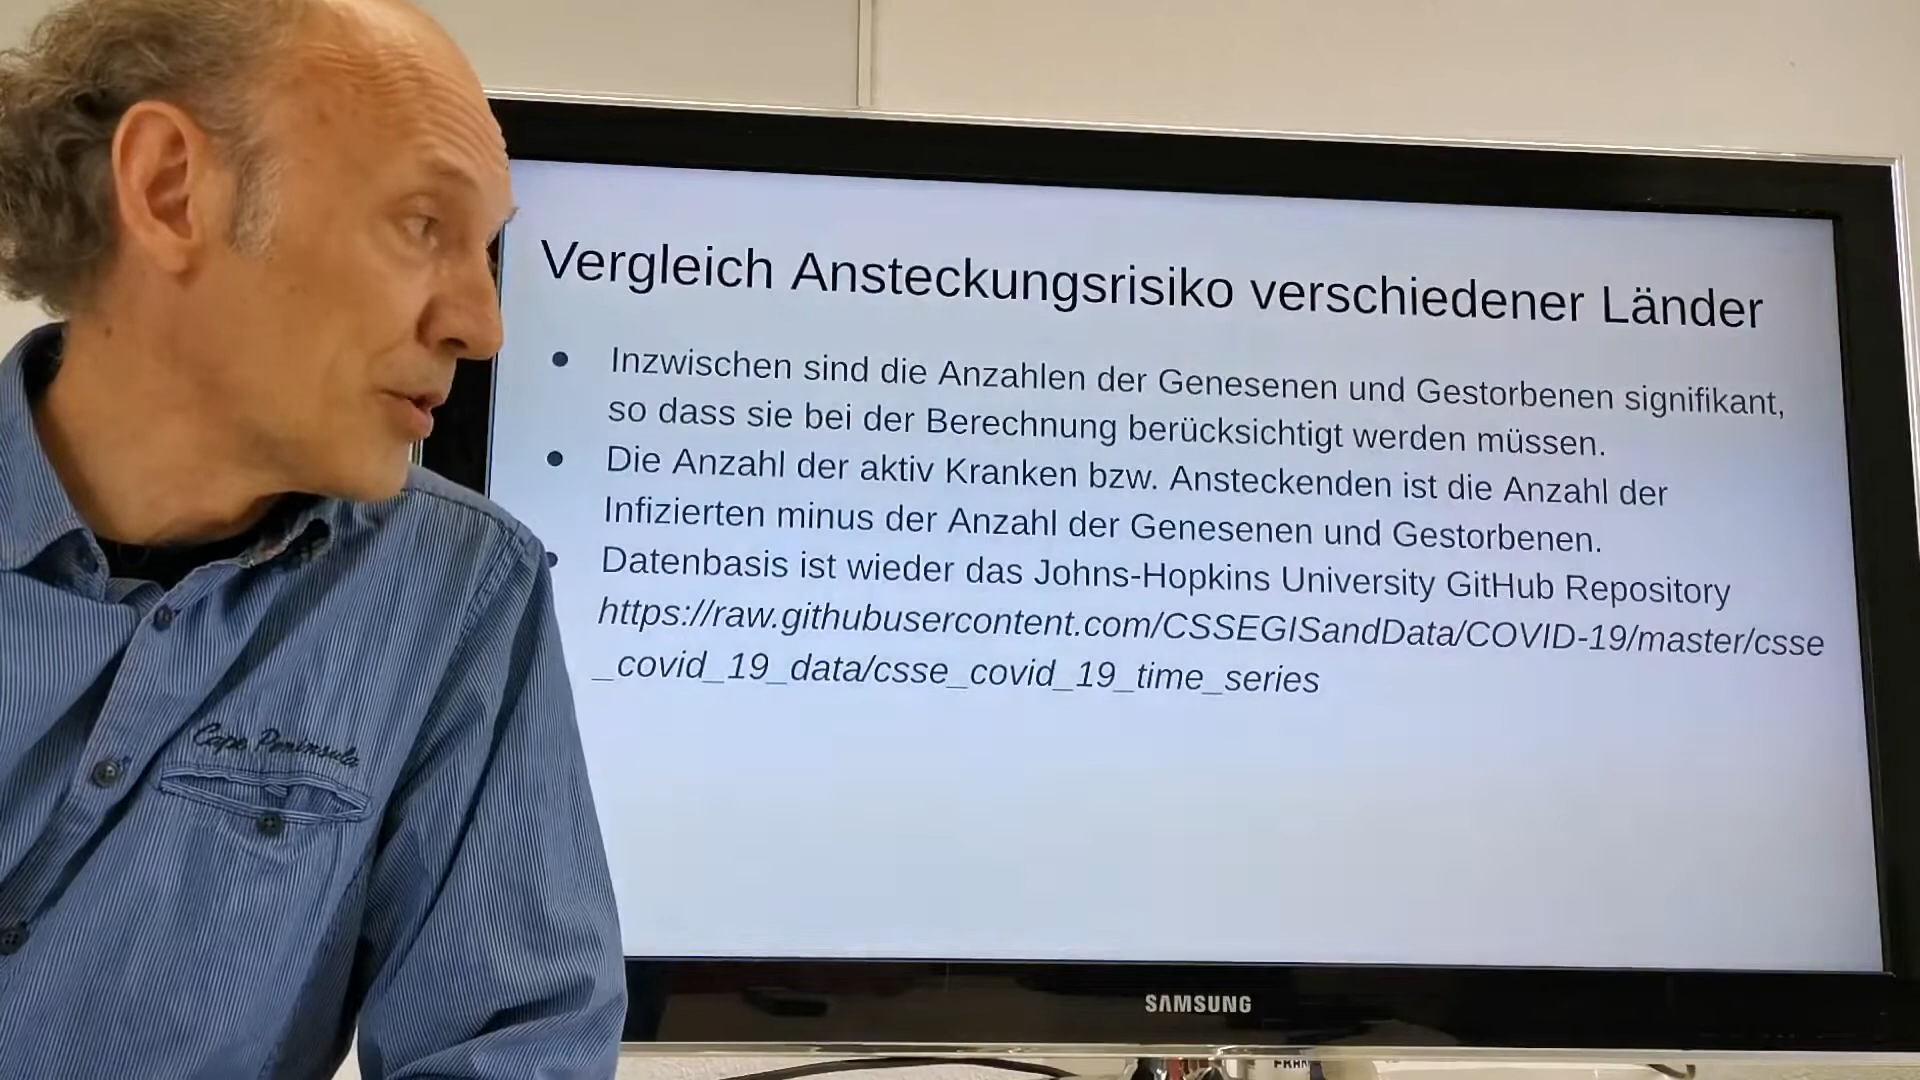 Vergleich Ansteckungsrisiko verschiedener Länder
Inzwischen sind die Anzahlen der Genesenen und Gestorbenen signifikant,
so dass sie bei der Berechnung berücksichtigt werden müssen.
Die Anzahl der aktiv Kranken bzw. Ansteckenden ist die Anzahl der
Infizierten minus der Anzahl der Genesenen und Gestorbenen.
Datenbasis ist wieder das Johns-Hopkins University GitHub Repository
https://raw.githubusercontent.com/CSSEGISandData/COVID-19/master/csse
_covid_19_data/csse_covid_19_time_series
Cape Peninsula
SAMSUNG